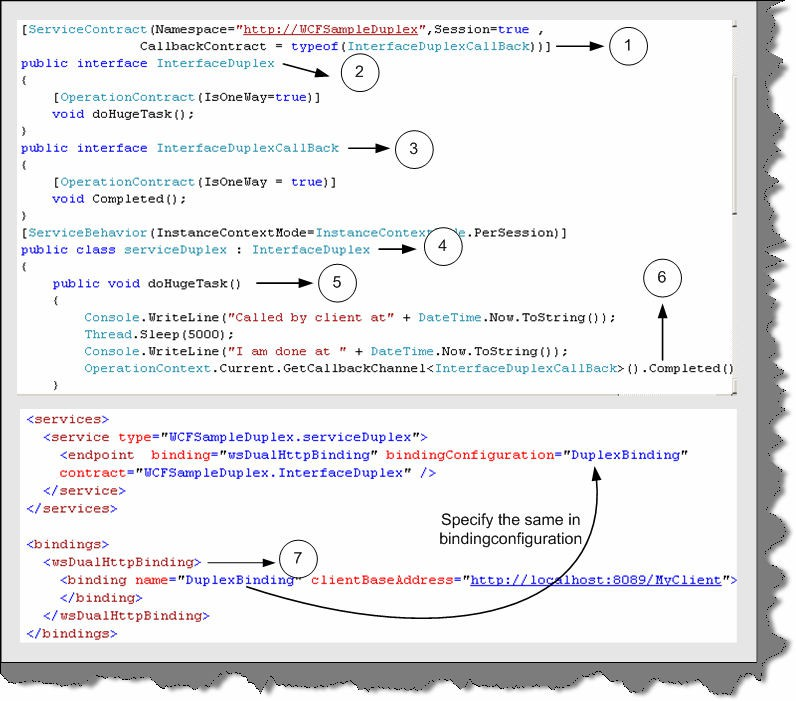 [ServiceContract(Namespace="http://WCFSampleDuplex",Session=true ,
CallbackContract = typeof(InterfaceDuplexCallBack))]
1
public interface InterfaceDuplex
2
{
[OperationContract(IsOneWay=true)]
void doHugeTask();
}
public interface InterfaceDuplexCallBack
3
{
[OperationContract(IsOneWay = true)]
void Completed();
}
[ServiceBehavior(InstanceContextMode=InstanceContext e.PerSession)]
public class serviceDuplex : InterfaceDuplex
4
{
public void doHugeTask()
5
6
{
Console.WriteLine("Called by client at" + DateTime.Now.ToString());
Thread.Sleep(5000);
Console.WriteLine("I am done at " + DateTime.Now.ToString());
OperationContext.Current.GetCallbackChannel<InterfaceDuplexCallBack>().Completed()
}
<services>
<service type="WCFSampleDuplex.serviceDuplex">
<endpoint binding="wsDualHttpBinding" bindingConfiguration="DuplexBinding"
contract="WCFSampleDuplex.InterfaceDuplex" />
</service>
</services>
Specify the same in
bindingconfiguration
<bindings>
<wsDualHttpBinding>
7
<binding name="DuplexBinding" clientBaseAddress="http://localhost:8089/MyClient">
</binding>
</wsDualHttpBinding>
</bindings>